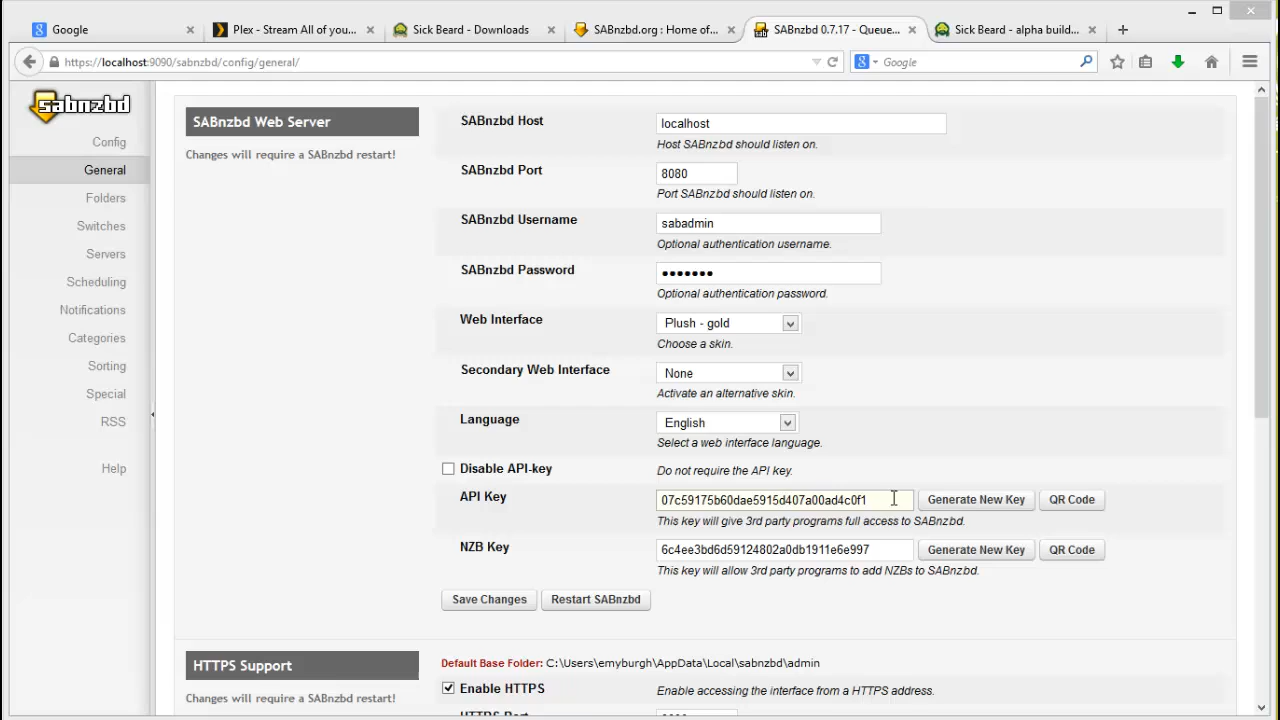 Google
Plex - Stream All of you...
Sick Beard - Downloads
SABnzbd.org : Home of...
SABnzbd 0.7.17 - Queue...
Sick Beard - alpha build...
https://localhost:9090/sabnzbd/config/general/
Google
sabnzbd
Config
General
Folders
Switches
Servers
Scheduling
Notifications
Categories
Sorting
Special
RSS
Help
SABnzbd Web Server
Changes will require a SABnzbd restart!
SABnzbd Host
localhost
Host SABnzbd should listen on.
SABnzbd Port
8080
Port SABnzbd should listen on.
SABnzbd Username
sabadmin
Optional authentication username.
SABnzbd Password
•••••••
Optional authentication password.
Web Interface
Plush - gold
Choose a skin.
Secondary Web Interface
None
Activate an alternative skin.
Language
English
Select a web interface language.
Disable API-key
Do not require the API key.
API Key
07c59175b60dae5915d407a00ad4c0f1
Generate New Key
QR Code
This key will give 3rd party programs full access to SABnzbd.
NZB Key
6c4ee3bd6d59124802a0db1911e6e997
Generate New Key
QR Code
This key will allow 3rd party programs to add NZBs to SABnzbd.
Save Changes
Restart SABnzbd
HTTPS Support
Changes will require a SABnzbd restart!
Default Base Folder: C:\Users\emyburgh\AppData\Local\sabnzbd\admin
Enable HTTPS
Enable accessing the interface from a HTTPS address.
HTTPS Port